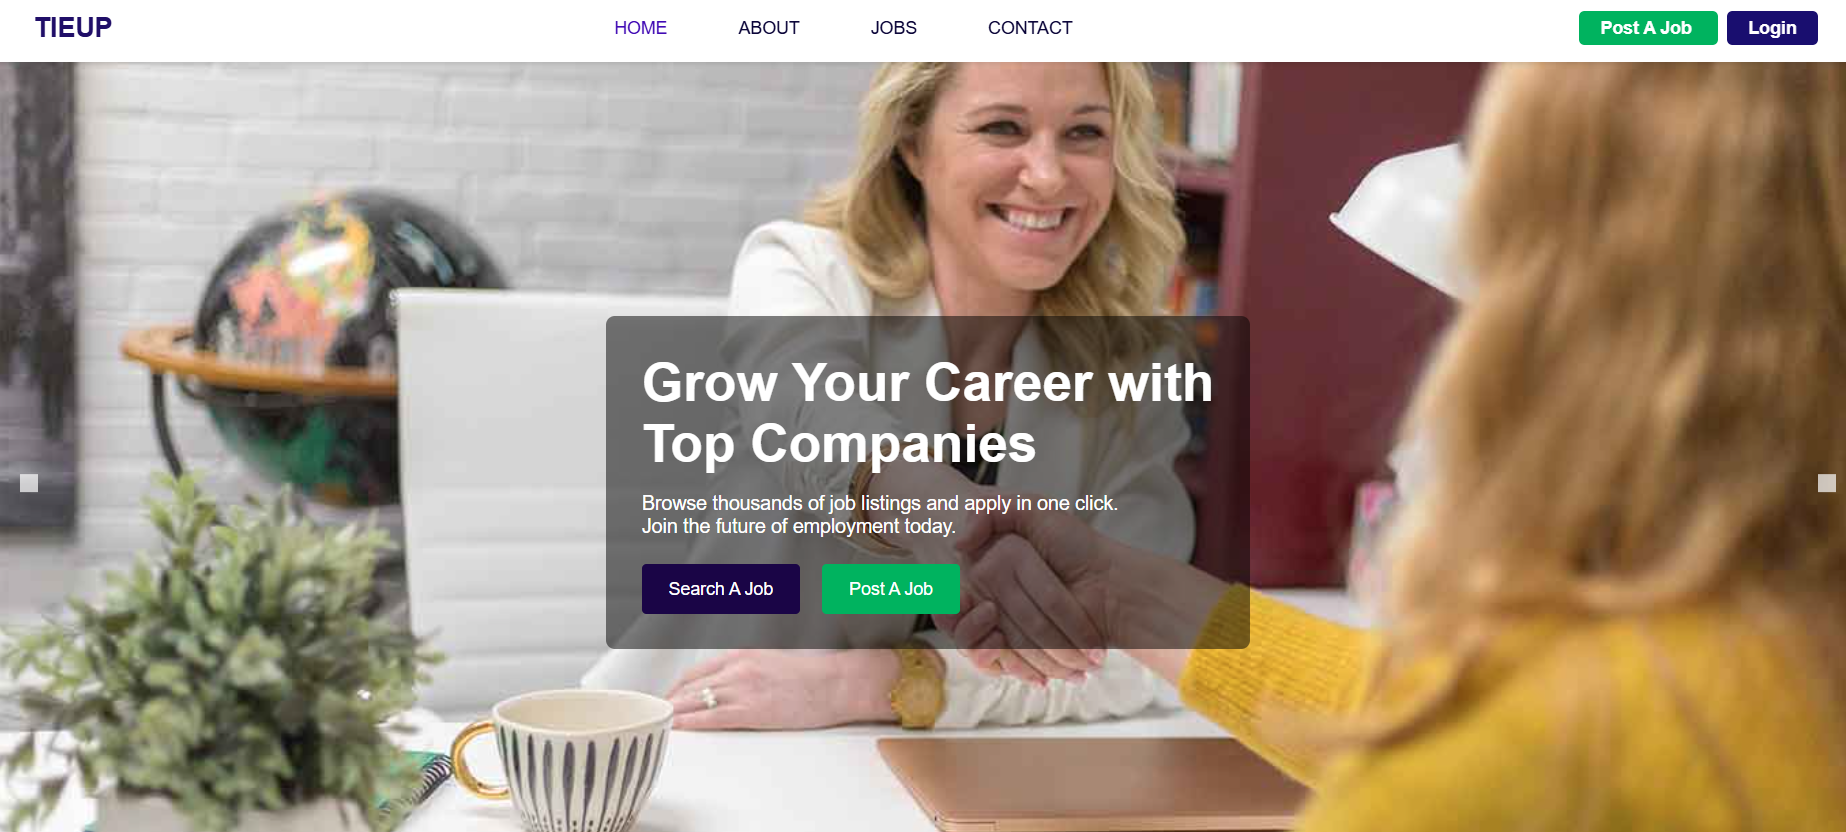 TIEUP
HOME
ABOUT
JOBS
CONTACT
Post A Job
Login
Grow Your Career with
Top Companies
Browse thousands of job listings and apply in one click.
Join the future of employment today.
Search A Job
Post A Job